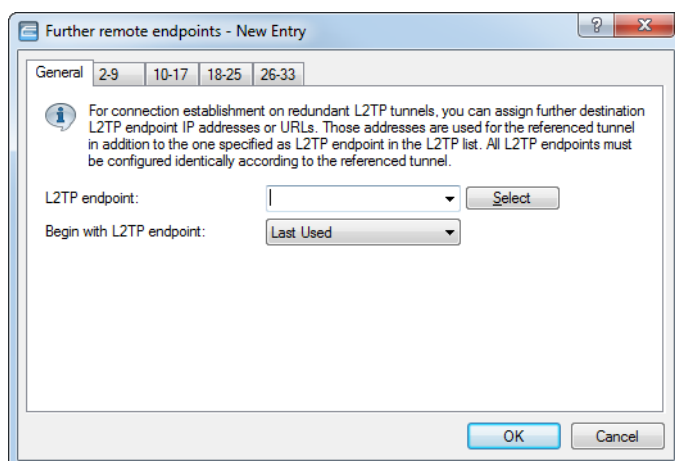 Further remote endpoints - New Entry
General 2-9 10-17 18-25 26-33
For connection establishment on redundant L2TP tunnels, you can assign further destination
L2TP endpoint IP addresses or URLs. Those addresses are used for the referenced tunnel
in addition to the one specified as L2TP endpoint in the L2TP list. All L2TP endpoints must
be configured identically according to the referenced tunnel.
L2TP endpoint: Select
Begin with L2TP endpoint: Last Used
OK Cancel